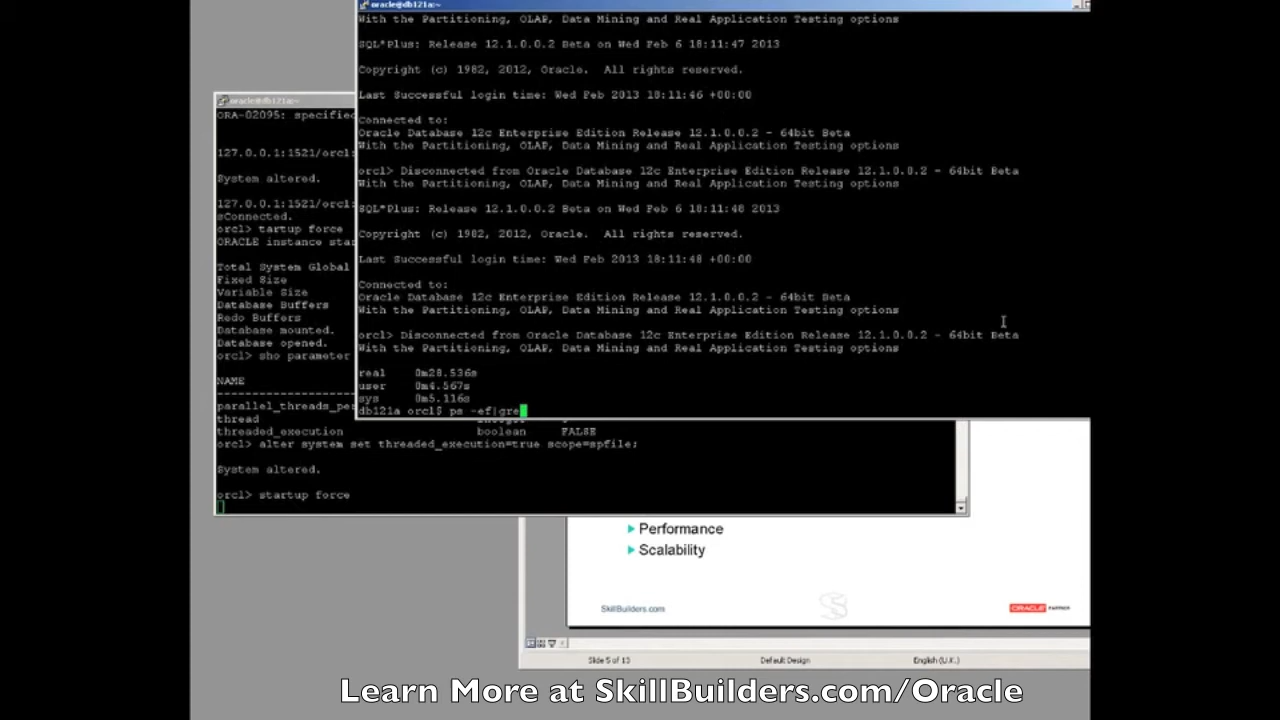 oracle@db121a:~
With the Partitioning, OLAP, Data Mining and Real Application Testing options
SQL*Plus: Release 12.1.0.0.2 Beta on Wed Feb 6 18:11:47 2013
Copyright (c) 1982, 2012, Oracle.  All rights reserved.
Last Successful login time: Wed Feb 2013 18:11:46 +00:00
Connected to:
Oracle Database 12c Enterprise Edition Release 12.1.0.0.2 - 64bit Beta
With the Partitioning, OLAP, Data Mining and Real Application Testing options
orcl> Disconnected from Oracle Database 12c Enterprise Edition Release 12.1.0.0.2 - 64bit Beta
With the Partitioning, OLAP, Data Mining and Real Application Testing options
SQL*Plus: Release 12.1.0.0.2 Beta on Wed Feb 6 18:11:48 2013
Copyright (c) 1982, 2012, Oracle.  All rights reserved.
Last Successful login time: Wed Feb 2013 18:11:48 +00:00
Connected to:
Oracle Database 12c Enterprise Edition Release 12.1.0.0.2 - 64bit Beta
With the Partitioning, OLAP, Data Mining and Real Application Testing options
orcl> Disconnected from Oracle Database 12c Enterprise Edition Release 12.1.0.0.2 - 64bit Beta
With the Partitioning, OLAP, Data Mining and Real Application Testing options
real    0m28.536s
user    0m4.567s
sys     0m5.116s
db121a orcl$ ps -ef|gre
oracle@db121a:~
ORA-02095: specified
127.0.0.1:1521/orcl:
System altered.
127.0.0.1:1521/orcl:
sConnected.
orcl> tartup force
ORACLE instance star
Total System Global
Fixed Size
Variable Size
Database Buffers
Redo Buffers
Database mounted.
Database opened.
orcl> sho parameter
NAME
parallel_threads_per
thread
threaded_execution boolean FALSE
orcl> alter system set threaded_execution=true scope=spfile;
System altered.
orcl> startup force
Performance
Scalability
SkillBuilders.com
ORACLE PARTNER
Slide 5 of 13 Default Design English (U.K.)
Learn More at SkillBuilders.com/Oracle